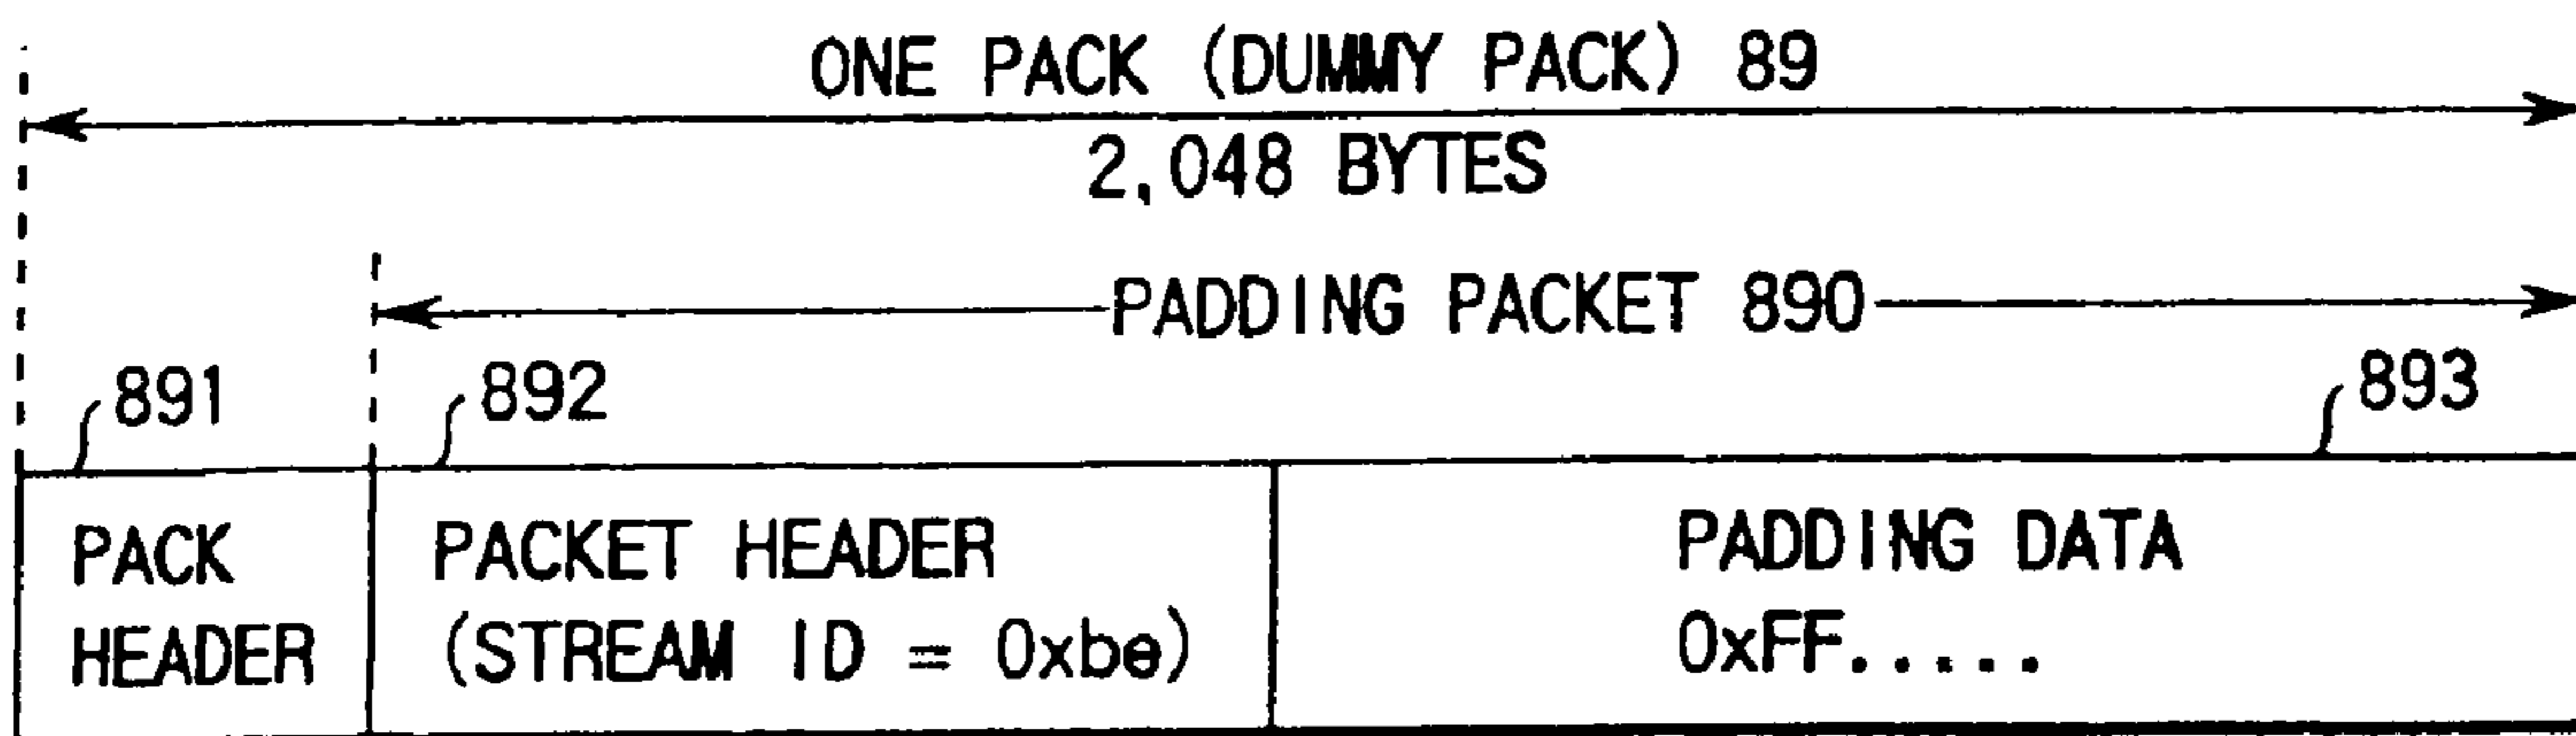 ONE PACK (DUMMY PACK) 89
2,048 BYTES
PADDING PACKET 890
891
892
893
PACK
HEADER
PACKET HEADER
(STREAM ID = 0xbe)
PADDING DATA
0xFF.....